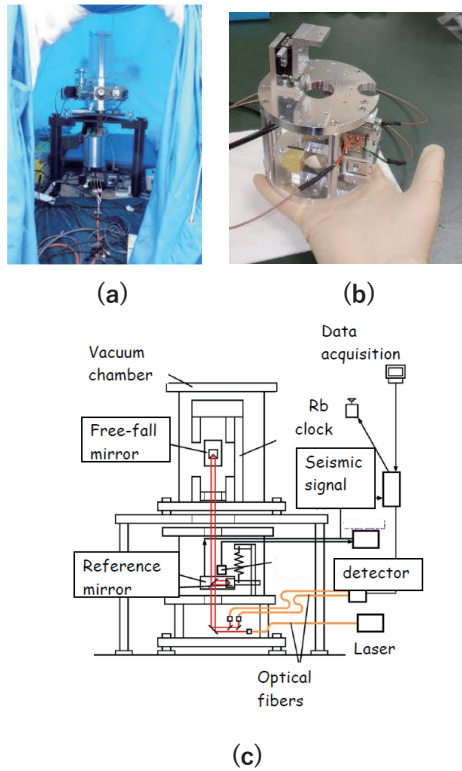 (a)
(b)
Data
acquisition
Vacuum
chamber
Rb
clock
Free-fall
mirror
Seismic
signal
Reference
mirror
detector
Laser
Optical
fibers
(c)